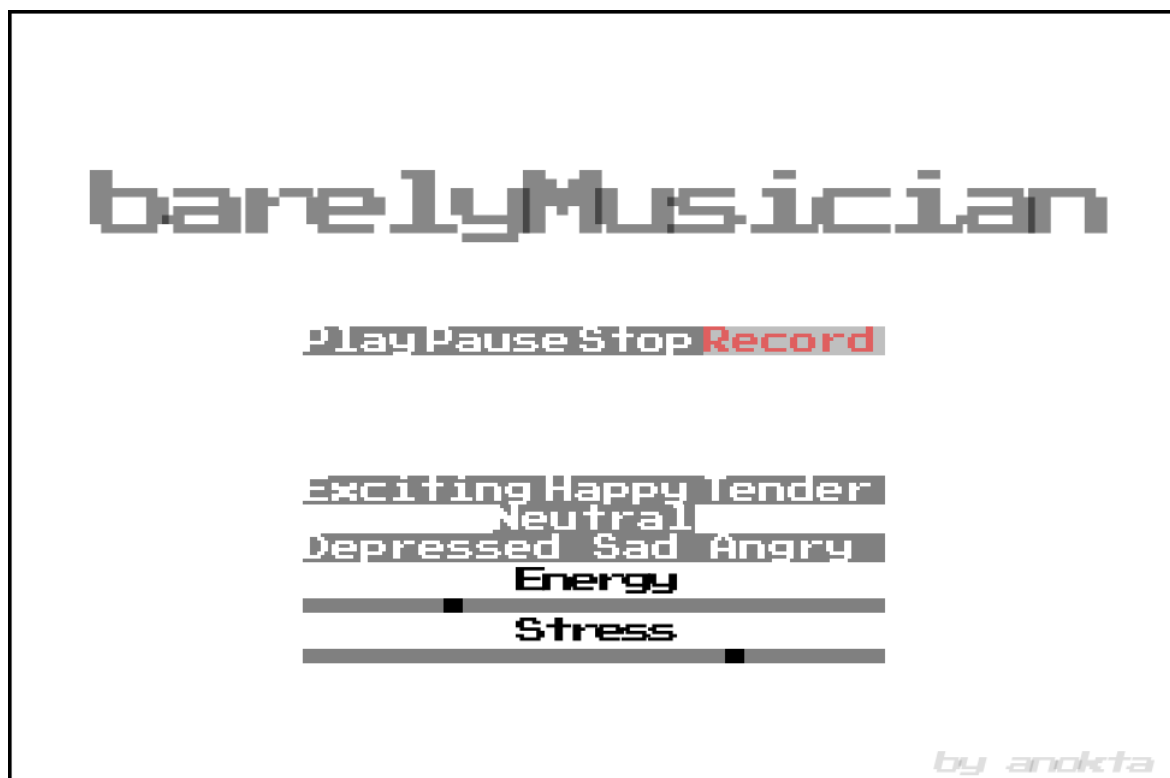 barelyMusician
Play Pause Stop Record
Exciting Happy Tender
Neutral
Depressed Sad Angry
Energy
Stress
by anokta